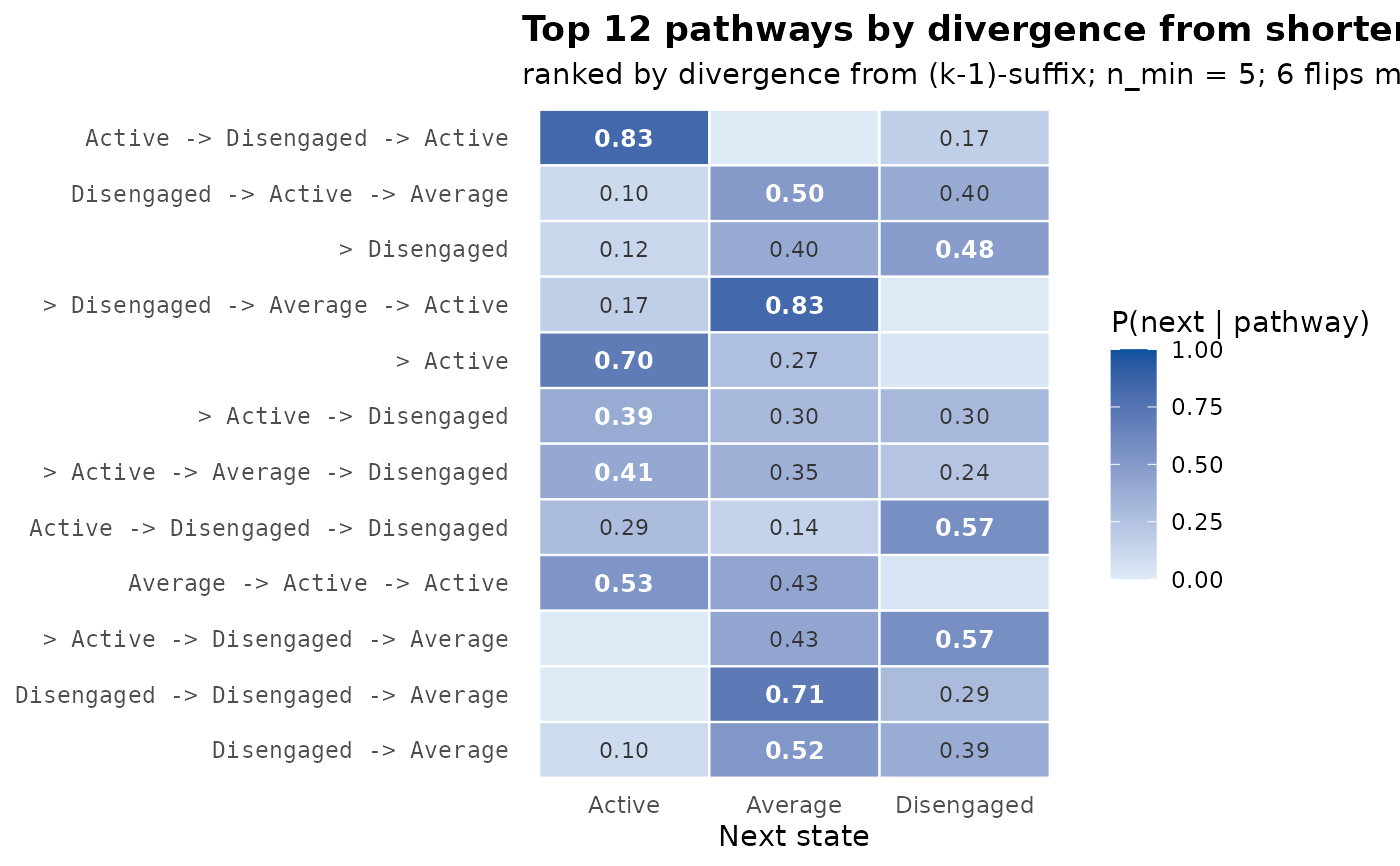 Top 12 pathways by divergence from shorter
ranked by divergence from (k-1)-suffix; n_min = 5; 6 flips m
Active -> Disengaged -> Active 0.83 0.17
Disengaged -> Active -> Average 0.10 0.50 0.40
> Disengaged 0.12 0.40 0.48
> Disengaged -> Average -> Active 0.17 0.83
> Active 0.70 0.27
> Active -> Disengaged 0.39 0.30 0.30
> Active -> Average -> Disengaged 0.41 0.35 0.24
Active -> Disengaged -> Disengaged 0.29 0.14 0.57
Average -> Active -> Active 0.53 0.43
> Active -> Disengaged -> Average 0.43 0.57
Disengaged -> Disengaged -> Average 0.71 0.29
Disengaged -> Average 0.10 0.52 0.39
Active Average Disengaged
Next state
P(next | pathway)
1.00
0.75
0.50
0.25
0.00